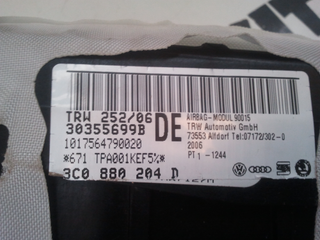 TRW 252/06
30355699B
DE
AIRBAG-MODUL 90015
TRW Automotiv GmbH
73553 Alfdorf Tel:07172/302-0
2006
PT1 -1244
1017564790020
*671 TPA001KEF5%*
3C0 880 204 D